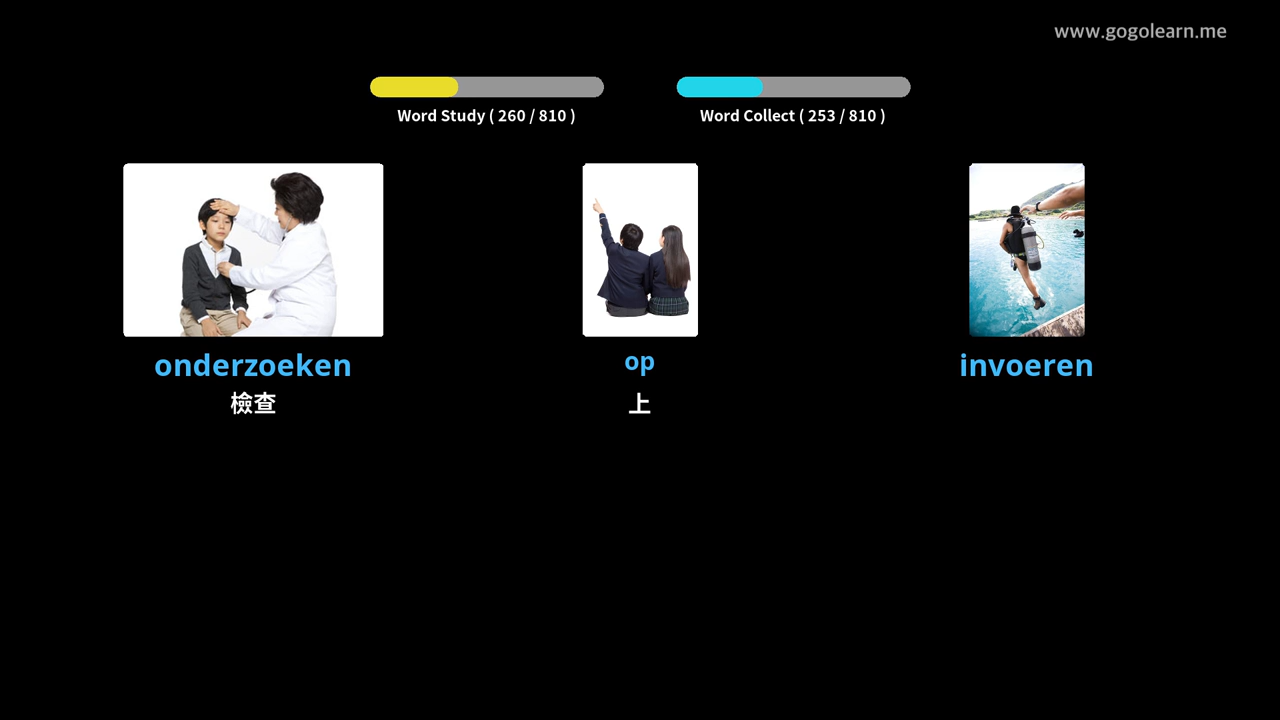 www.gogolearn.me
Word Study ( 260 / 810 )
Word Collect ( 253 / 810 )
onderzoeken
檢查
op
上
invoeren